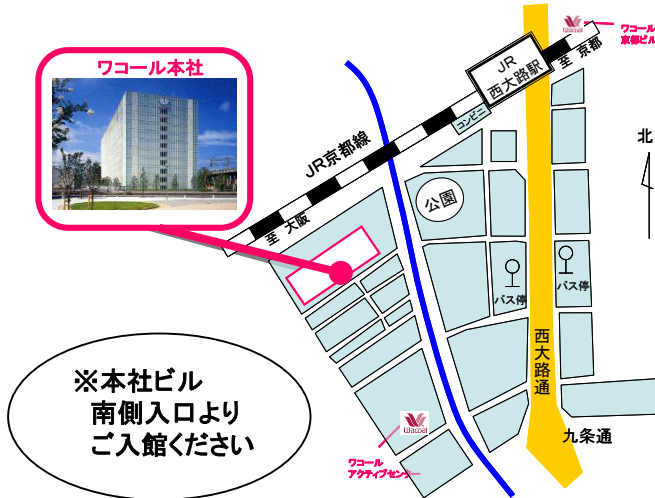 ワコール本社
ワコール
京都ビル
JR
西大路駅
至 京都
コンビニ
JR京都線
北
公園
至 大阪
バス停
バス停
西大路通
九条通
※本社ビル
南側入口より
ご入館ください
Wacoal
ワコール
アクティブセンター